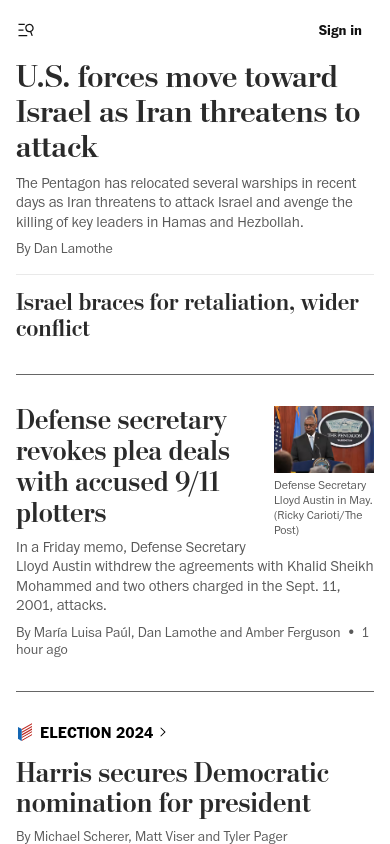 Sign in
U.S. forces move toward
Israel as Iran threatens to
attack
The Pentagon has relocated several warships in recent
days as Iran threatens to attack Israel and avenge the
killing of key leaders in Hamas and Hezbollah.
By Dan Lamothe
Israel braces for retaliation, wider
conflict
Defense secretary
revokes plea deals
with accused 9/11
plotters
THE PENTAGON
Defense Secretary
Lloyd Austin in May.
(Ricky Carioti/The
Post)
In a Friday memo, Defense Secretary
Lloyd Austin withdrew the agreements with Khalid Sheikh
Mohammed and two others charged in the Sept. 11,
2001, attacks.
By María Luisa Paúl, Dan Lamothe and Amber Ferguson • 1
hour ago
ELECTION 2024
Harris secures Democratic
nomination for president
By Michael Scherer, Matt Viser and Tyler Pager